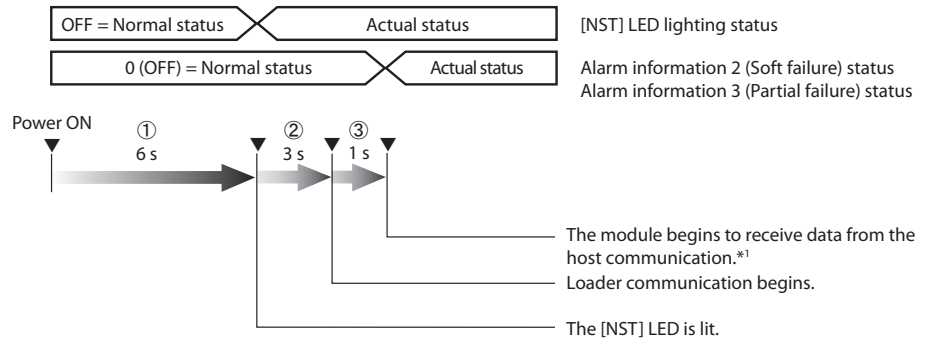 OFF = Normal status
Actual status
[NST] LED lighting status
0 (OFF) = Normal status
Actual status
Alarm information 2 (Soft failure) status
Alarm information 3 (Partial failure) status
Power ON
①
②
③
6 s
3 s
1 s
The module begins to receive data from the
host communication.*1
Loader communication begins.
The [NST] LED is lit.